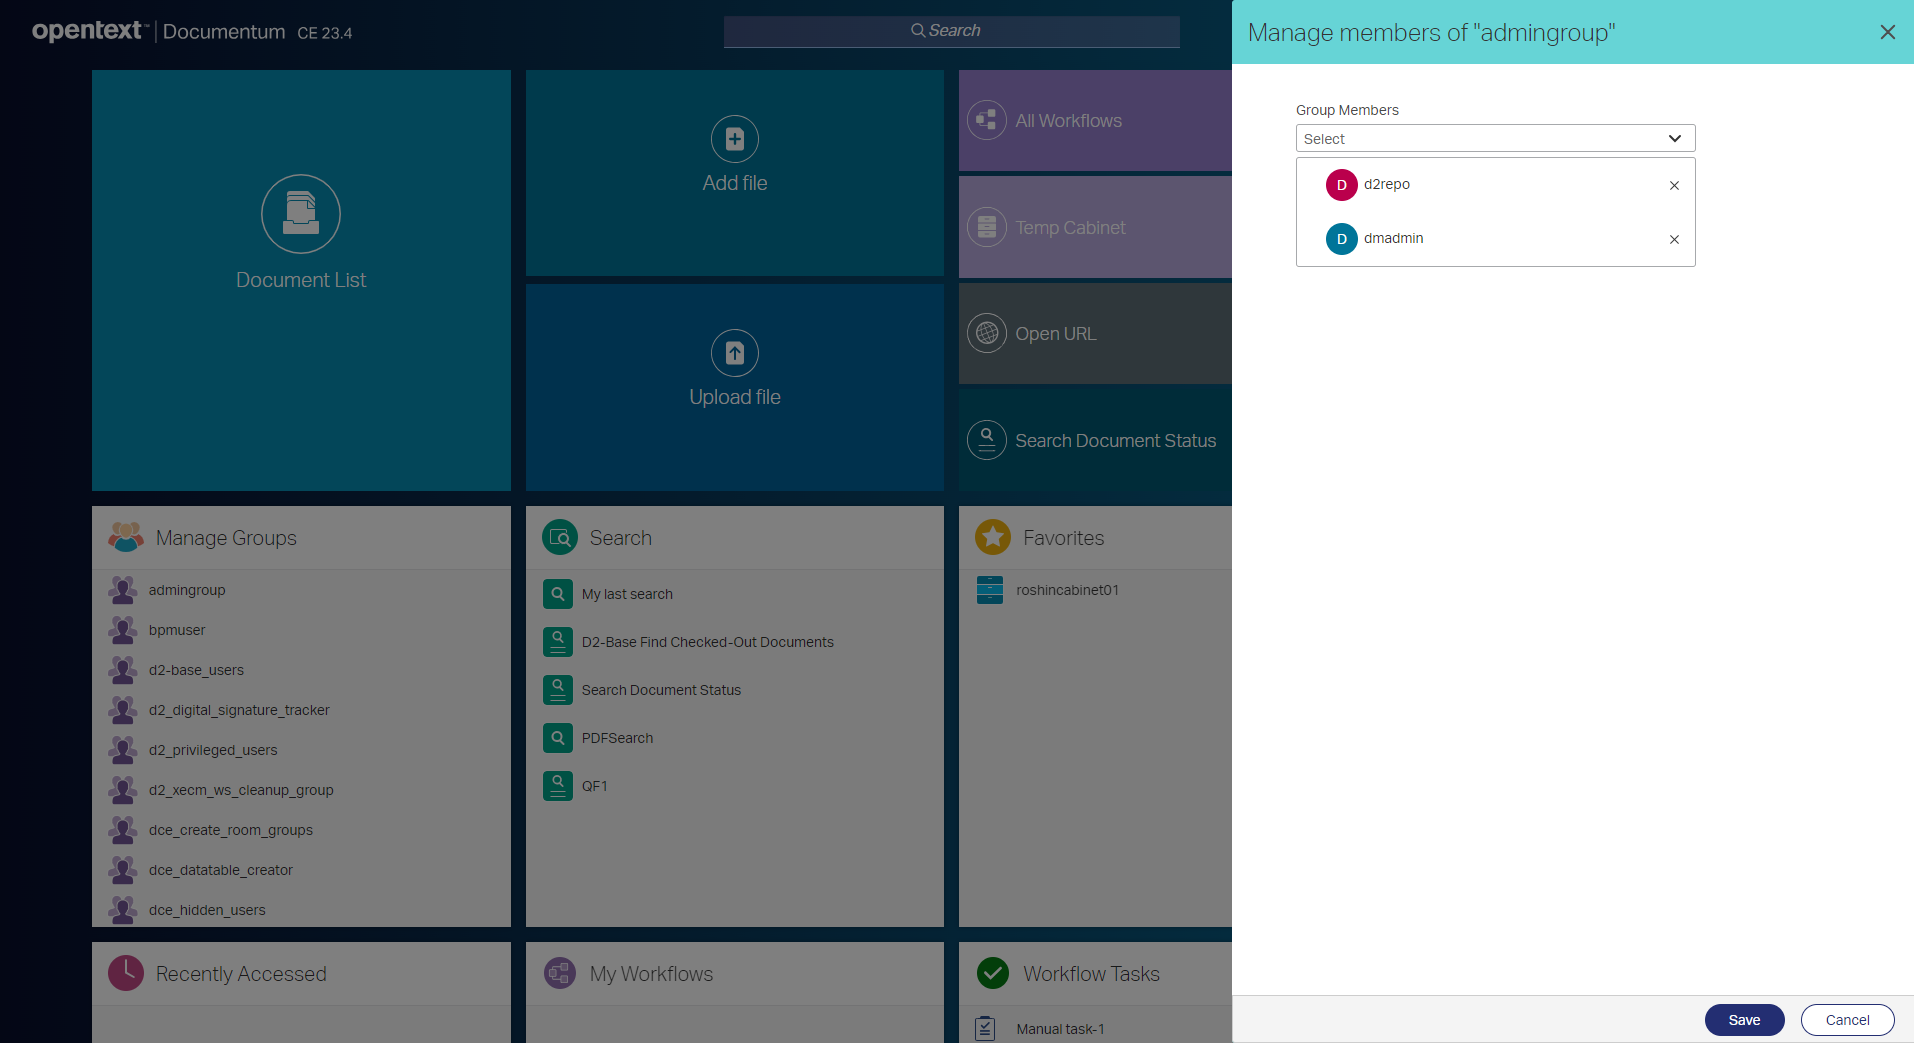 opentext™ | Documentum CE 23.4
Search
Document List
Add file
Upload file
All Workflows
Temp Cabinet
Open URL
Search Document Status
Manage Groups
admingroup
bpmuser
d2-base_users
d2_digital_signature_tracker
d2_privileged_users
d2_xecm_ws_cleanup_group
dce_create_room_groups
dce_datatable_creator
dce_hidden_users
Search
My last search
D2-Base Find Checked-Out Documents
Search Document Status
PDFSearch
QF1
Favorites
roshincabinet01
Recently Accessed
My Workflows
Workflow Tasks
Manual task-1
Manage members of "admingroup"
Group Members
Select
D d2repo
D dmadmin
Save
Cancel